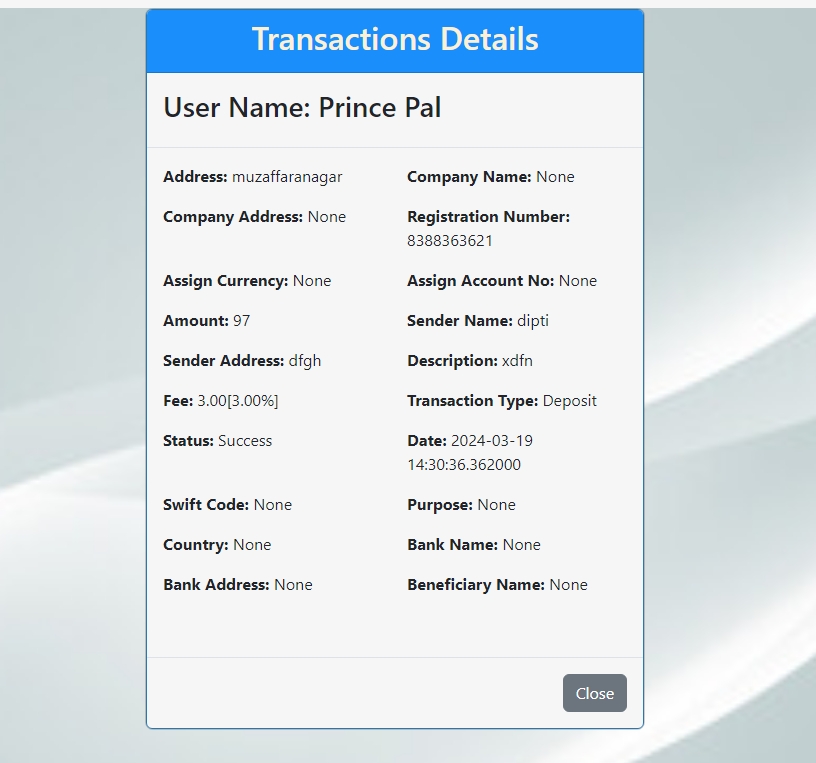 Transactions Details
User Name: Prince Pal
Address: muzaffaranagar
Company Name: None
Company Address: None
Registration Number:
8388363621
Assign Currency: None
Assign Account No: None
Amount: 97
Sender Name: dipti
Sender Address: dfgh
Description: xdfn
Fee: 3.00[3.00%]
Transaction Type: Deposit
Status: Success
Date: 2024-03-19
14:30:36.362000
Swift Code: None
Purpose: None
Country: None
Bank Name: None
Bank Address: None
Beneficiary Name: None
Close